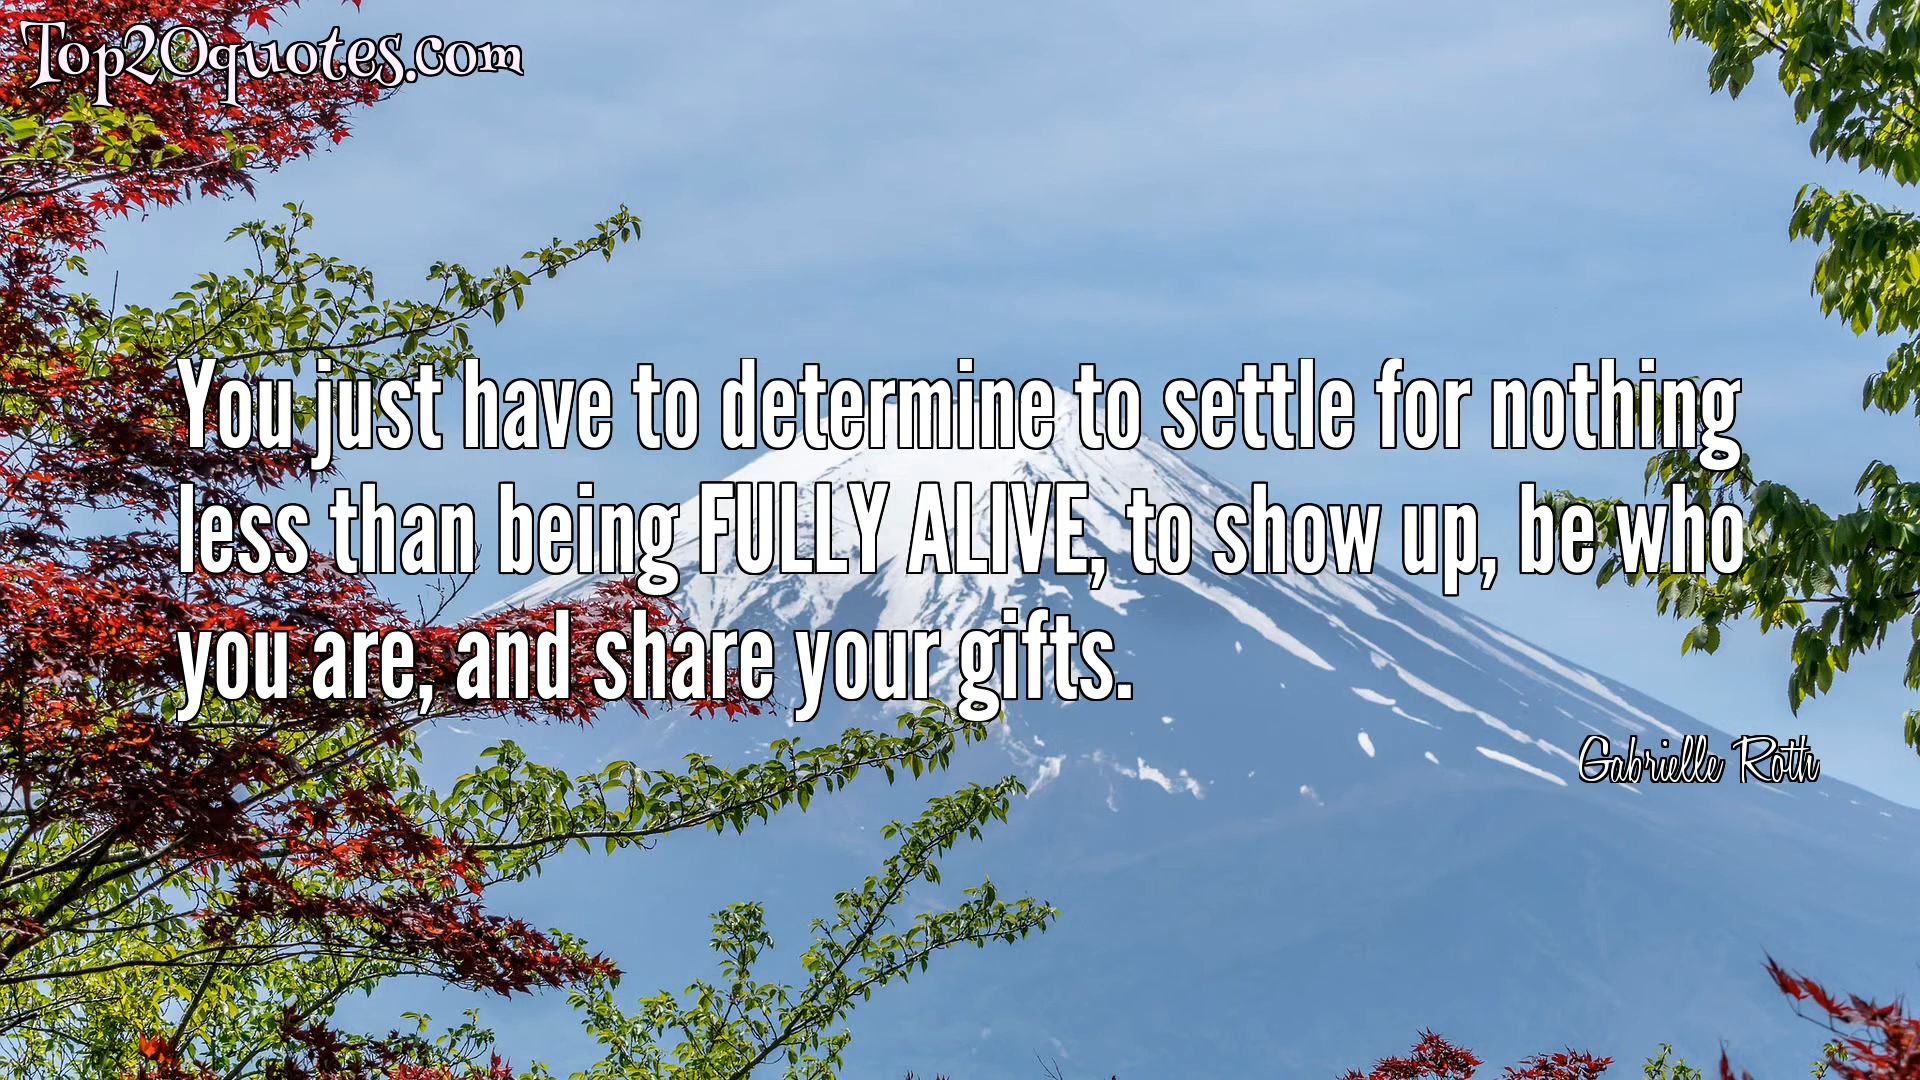 Top20quotes.com
You just have to determine to settle for nothing
less than being FULLY ALIVE, to show up, be who
you are, and share your gifts.
Gabrielle Roth